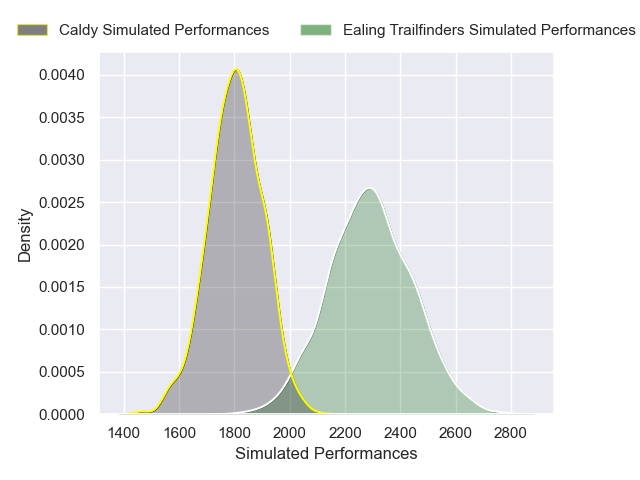 Caldy Simulated Performances Ealing Trailfinders Simulated Performances
0.0040
0.0035
0.0030
0.0025
0.0020
0.0015
0.0010
0.0005
0.0000
Density
1400 1600 1800 2000 2200 2400 2600 2800
Simulated Performances